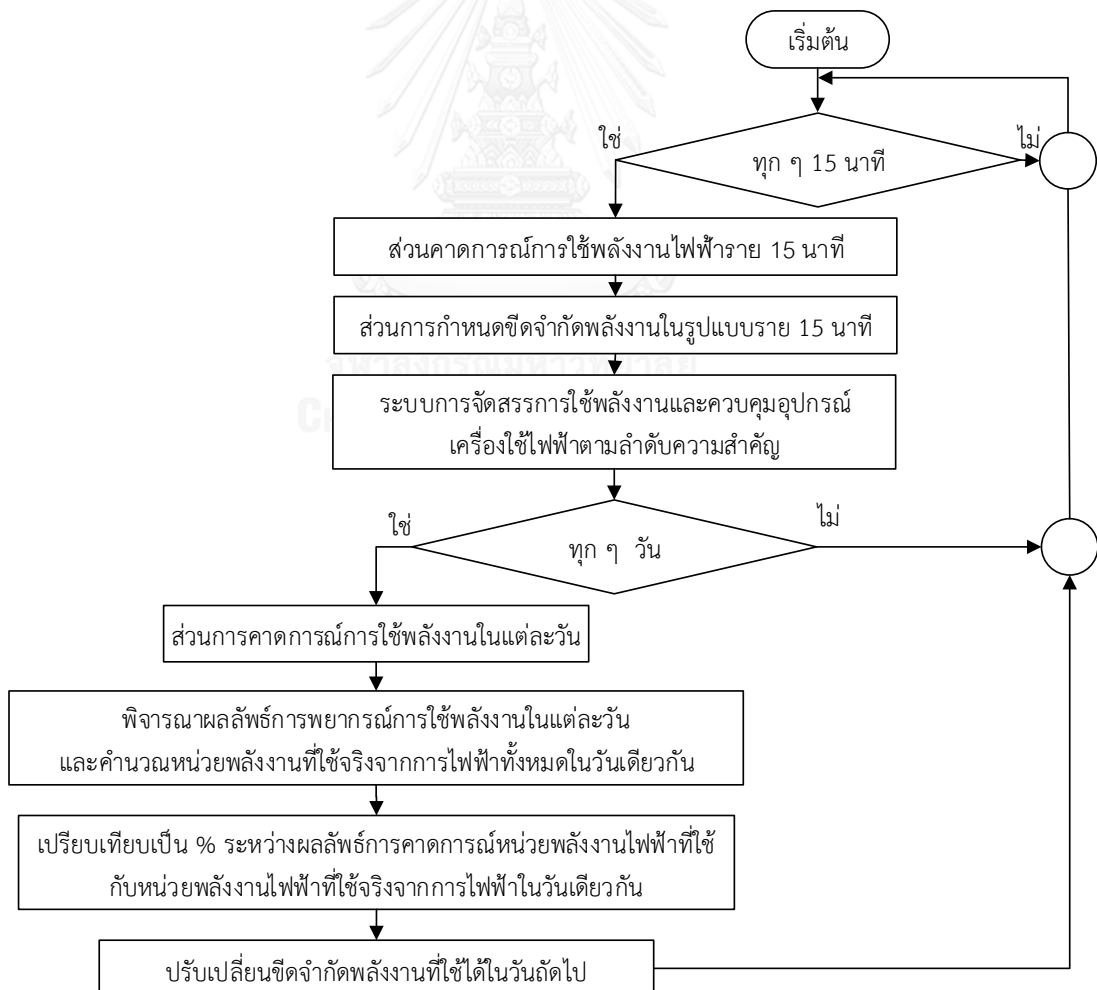 เริ่มต้น
ใช่
ทุก ๆ 15 นาที
ไม่
ส่วนคาดการณ์การใช้พลังงานไฟฟ้าราย 15 นาที
ส่วนการกำหนดขีดจำกัดพลังงานในรูปแบบราย 15 นาที
จุฬาลงกรณ์มหาวิทยาลัย
ระบบการจัดสรรการใช้พลังงานและควบคุมอุปกรณ์
เครื่องใช้ไฟฟ้าตามลำดับความสำคัญ
ใช่
ทุก ๆ วัน
ไม่
ส่วนการคาดการณ์การใช้พลังงานในแต่ละวัน
พิจารณาผลลัพธ์การพยากรณ์การใช้พลังงานในแต่ละวัน
และคำนวณหน่วยพลังงานที่ใช้จริงจากการไฟฟ้าทั้งหมดในวันเดียวกัน
เปรียบเทียบเป็น % ระหว่างผลลัพธ์การคาดการณ์หน่วยพลังงานไฟฟ้าที่ใช้
กับหน่วยพลังงานไฟฟ้าที่ใช้จริงจากการไฟฟ้าในวันเดียวกัน
ปรับเปลี่ยนขีดจำกัดพลังงานที่ใช้ได้ในวันถัดไป